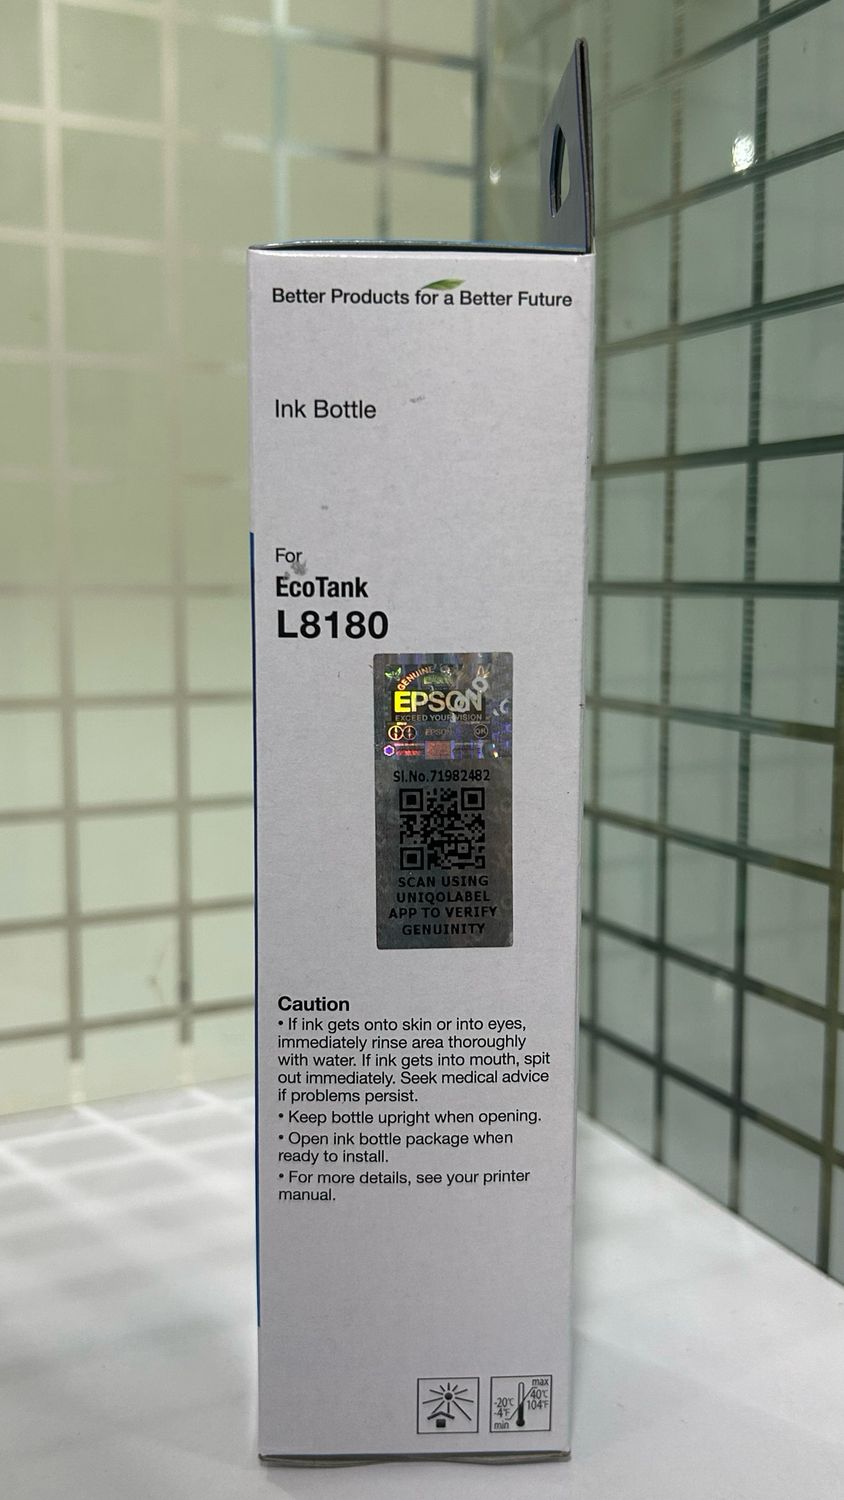 Better Products for a Better Future
Ink Bottle
For
EcoTank
L8180
GENUINE
EPSON
EXCEED YOUR VISION
EPSON
OK
Sl.No.71982482
SCAN USING
UNIQOLABEL
APP TO VERIFY
GENUINITY
Caution
• If ink gets onto skin or into eyes,
immediately rinse area thoroughly
with water. If ink gets into mouth, spit
out immediately. Seek medical advice
if problems persist.
• Keep bottle upright when opening.
• Open ink bottle package when
ready to install.
• For more details, see your printer
manual.
max
40℃
104℉
-20℃
-4℉
min